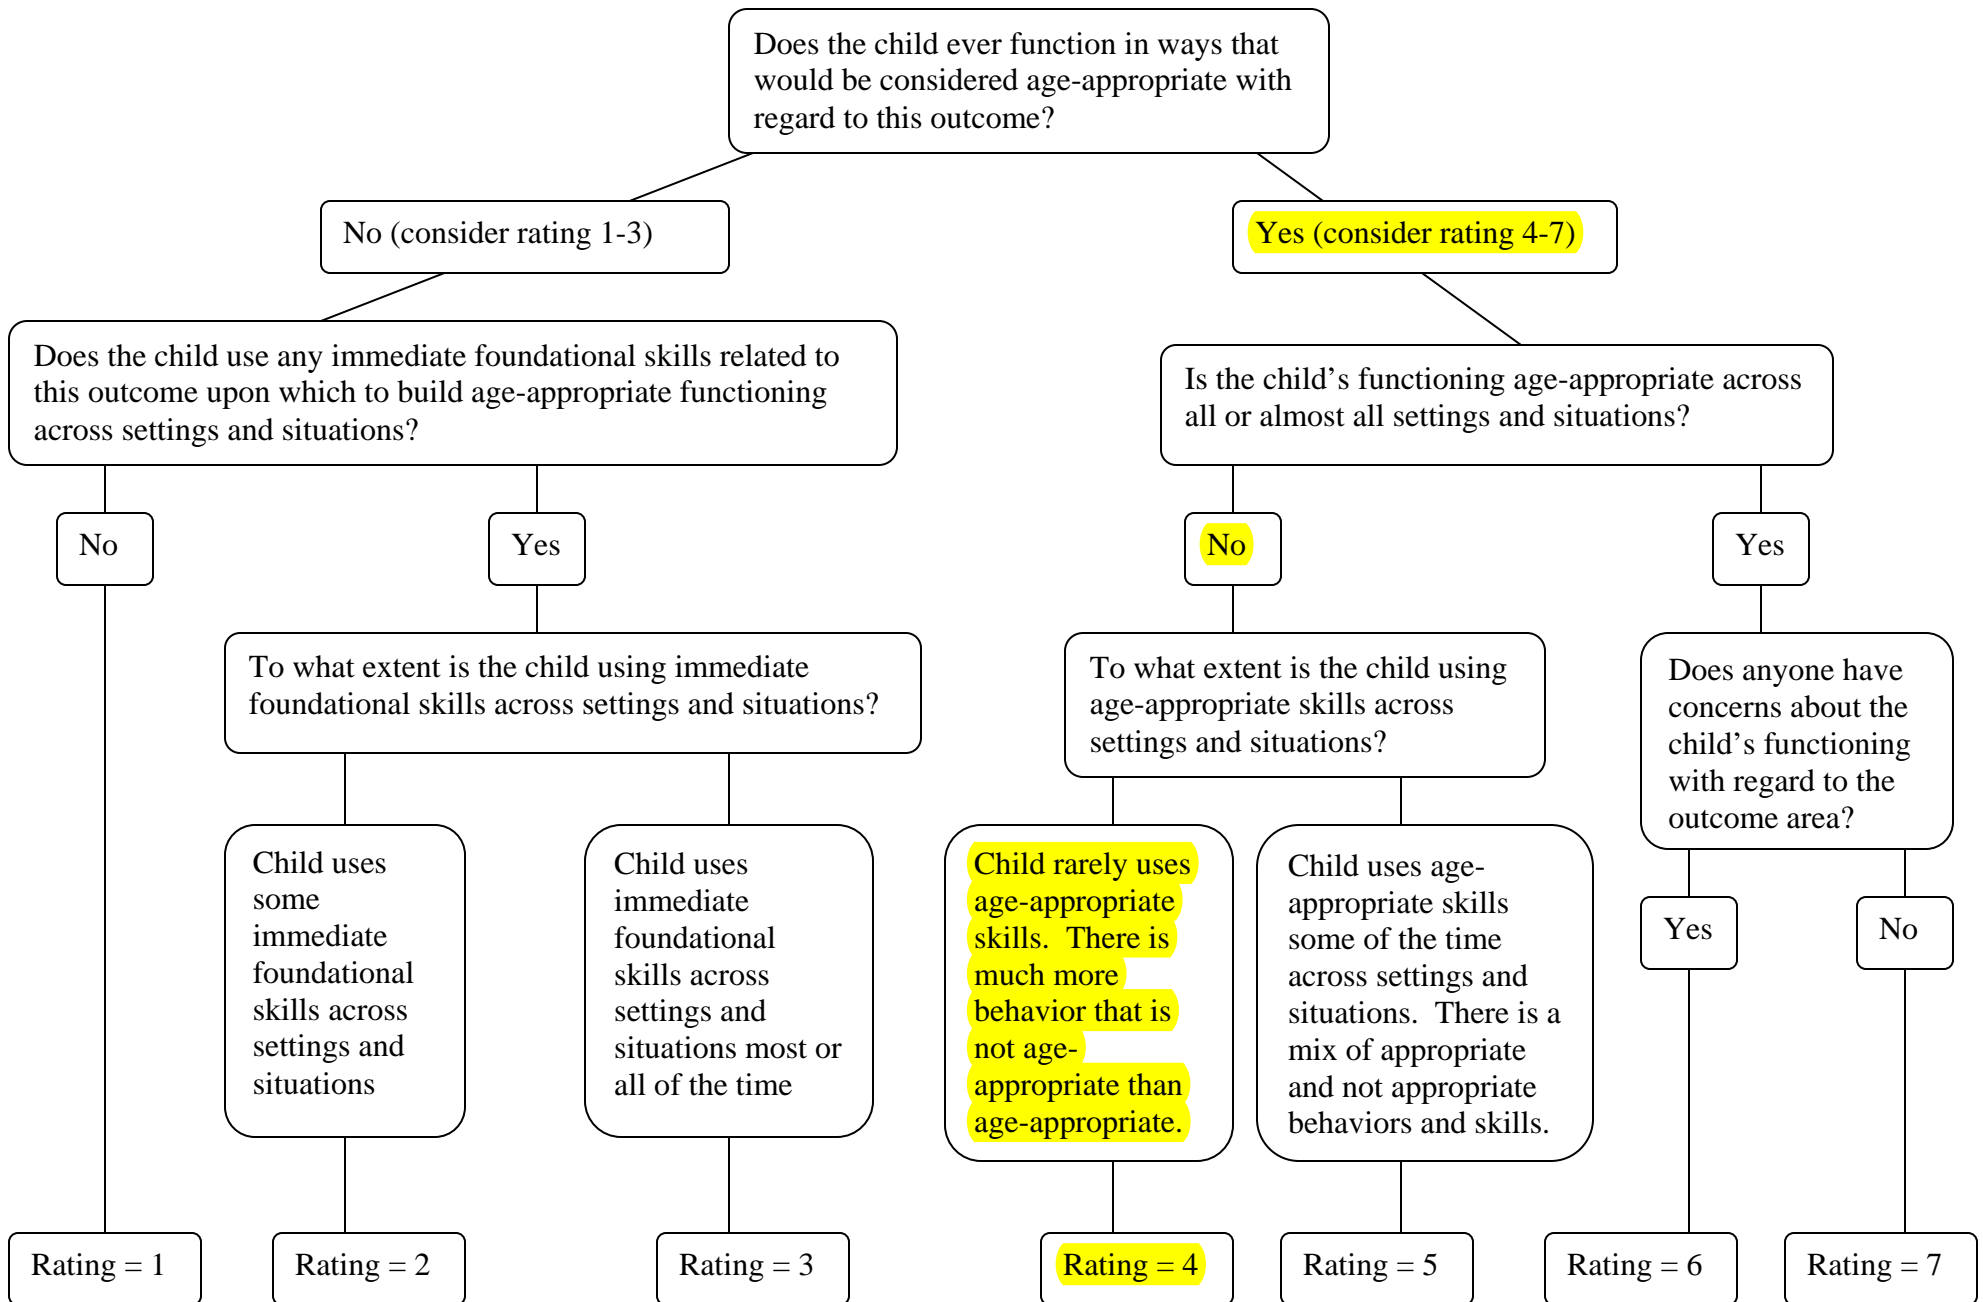 Does the child ever function in ways that
would be considered age-appropriate with
regard to this outcome?
No (consider rating 1-3)
Yes (consider rating 4-7)
Does the child use any immediate foundational skills related to
this outcome upon which to build age-appropriate functioning
across settings and situations?
Is the child’s functioning age-appropriate across
all or almost all settings and situations?
No
Yes
No
Yes
To what extent is the child using immediate
foundational skills across settings and situations?
To what extent is the child using
age-appropriate skills across
settings and situations?
Does anyone have
concerns about the
child’s functioning
with regard to the
outcome area?
Child uses
some
immediate
foundational
skills across
settings and
situations
Child uses
immediate
foundational
skills across
settings and
situations most or
all of the time
Child rarely uses
age-appropriate
skills.  There is
much more
behavior that is
not age-
appropriate than
age-appropriate.
Child uses age-
appropriate skills
some of the time
across settings and
situations.  There is a
mix of appropriate
and not appropriate
behaviors and skills.
Yes
No
Rating = 1
Rating = 2
Rating = 3
Rating = 4
Rating = 5
Rating = 6
Rating = 7